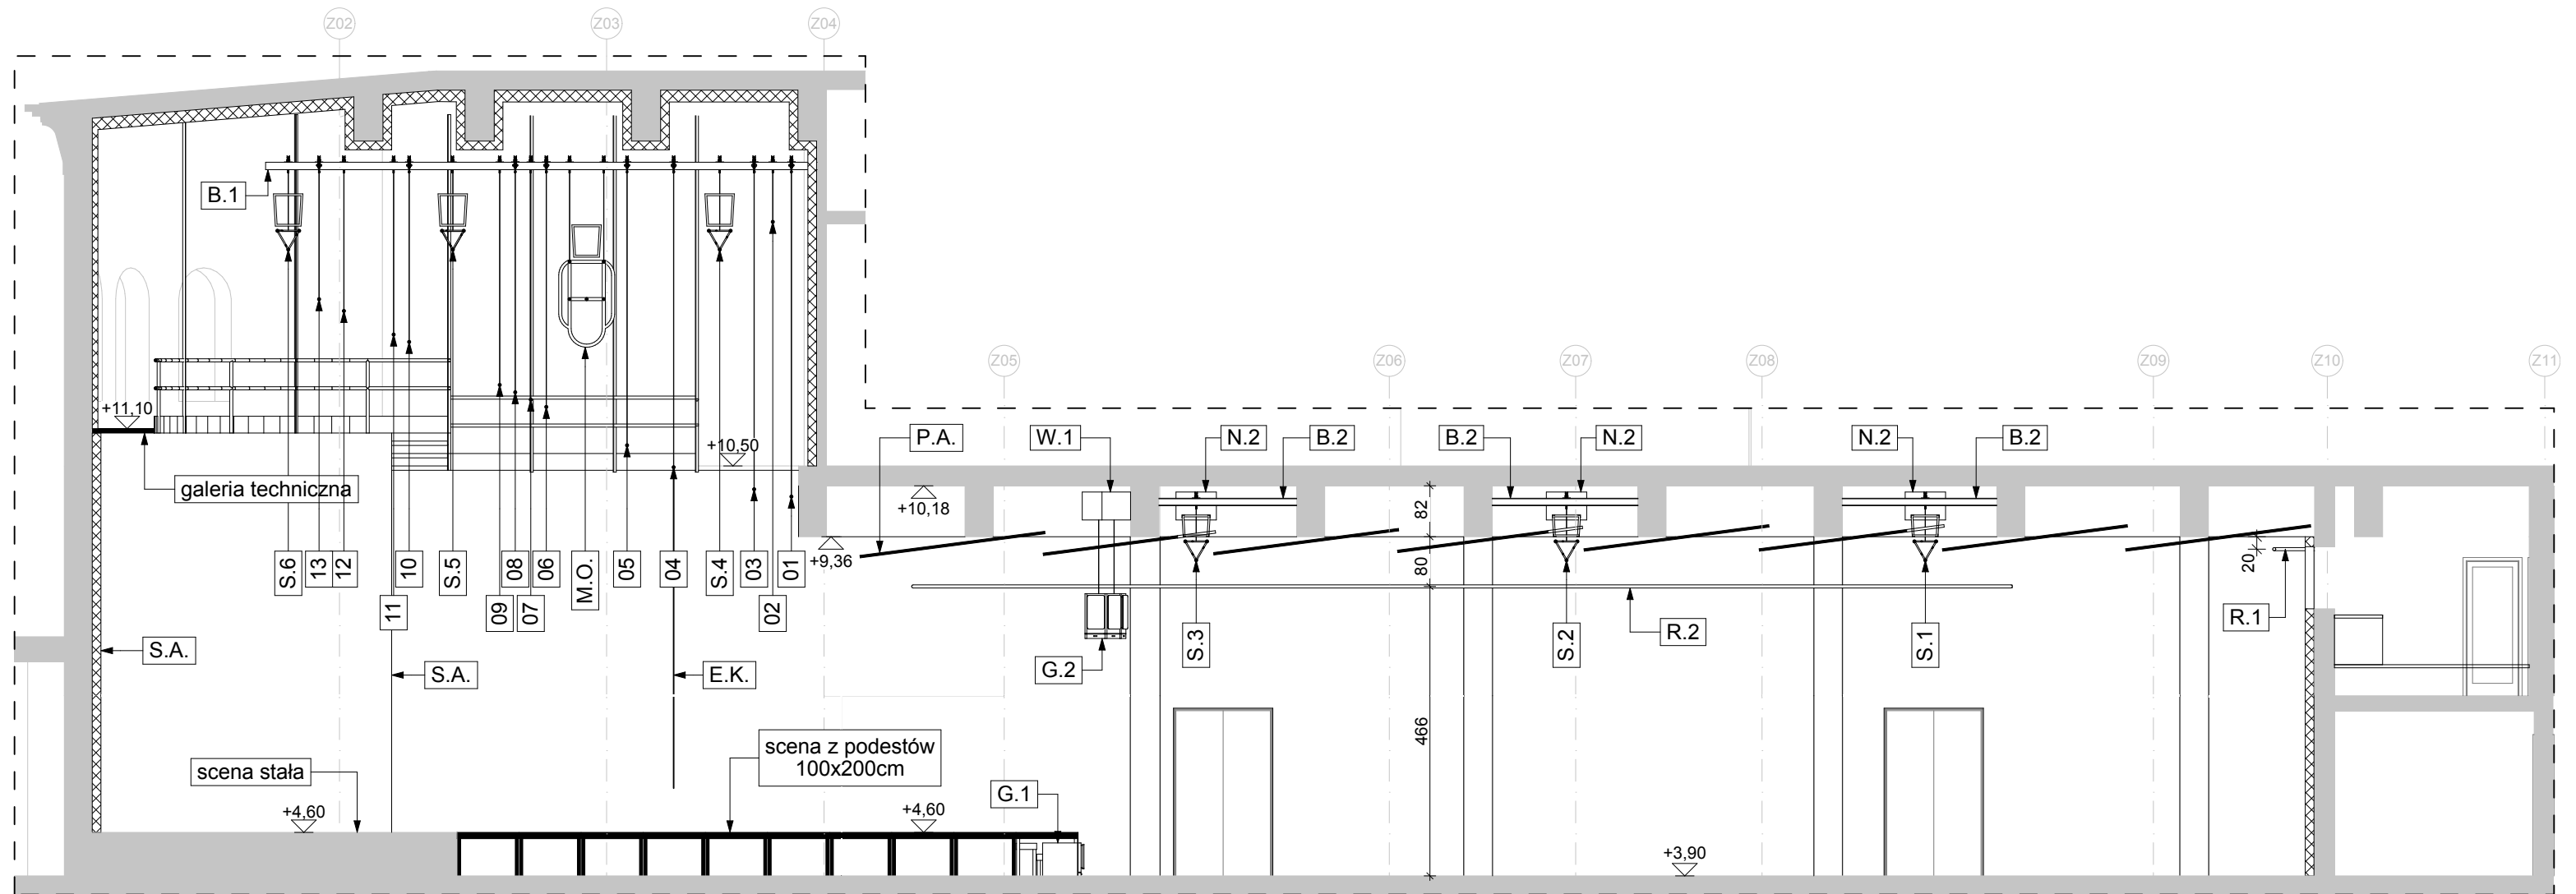 Z02
Z03
Z04
B.1
+11,10
galeria techniczna
+10,50
S.6
13
12
11
10
S.5
09
08
07
06
M.O.
05
04
S.4
03
02
01
Z05
Z06
Z07
Z08
Z09
Z10
Z11
P.A.
W.1
N.2
B.2
B.2
N.2
N.2
B.2
+10,18
+9,36
82
80
20
466
S.3
S.2
S.1
R.2
R.1
G.2
S.A.
S.A.
E.K.
scena stała
scena z podestów
100x200cm
G.1
+4,60
+4,60
+3,90